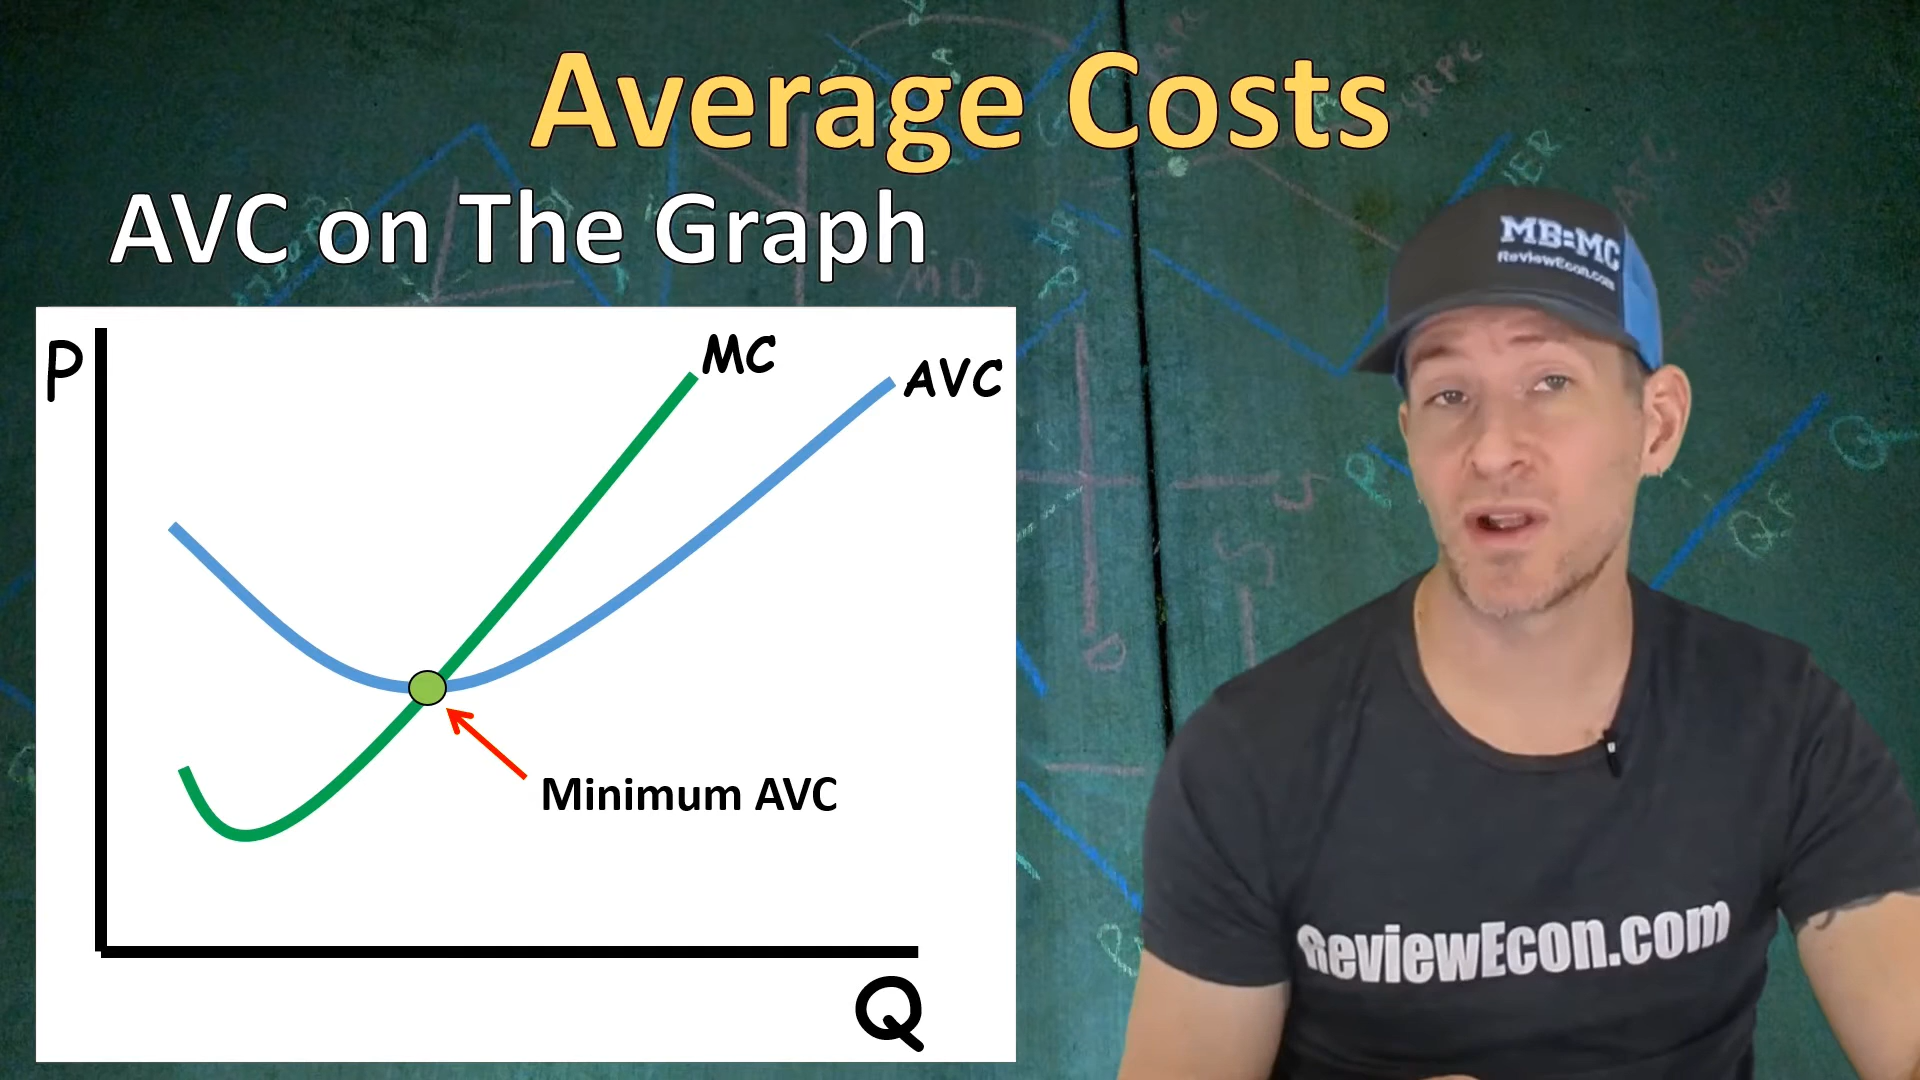 Average Costs
AVC on The Graph
P
MC
AVC
Minimum AVC
Q
MB=MC
ReviewEcon.com
ReviewEcon.com